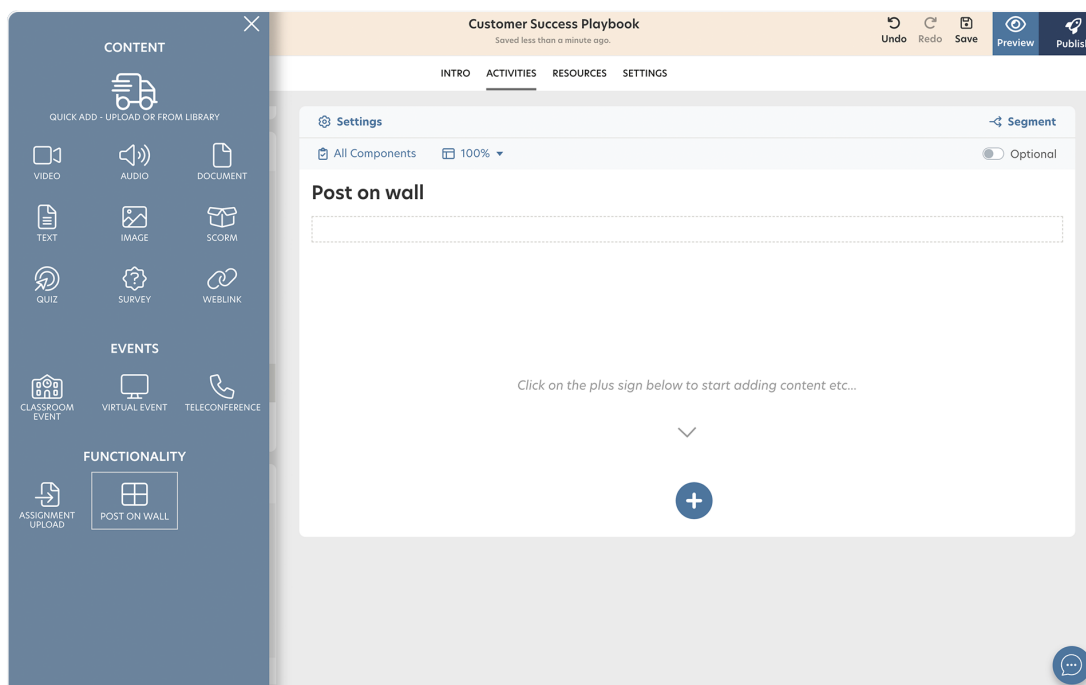 CONTENT
QUICK ADD - UPLOAD OR FROM LIBRARY
VIDEO
AUDIO
DOCUMENT
TEXT
IMAGE
SCORM
QUIZ
SURVEY
WEBLINK
EVENTS
CLASSROOM
EVENT
VIRTUAL EVENT
TELECONFERENCE
FUNCTIONALITY
ASSIGNMENT
UPLOAD
POST ON WALL
Customer Success Playbook
Saved less than a minute ago.
Undo
Redo
Save
Preview
Publis
INTRO
ACTIVITIES
RESOURCES
SETTINGS
Settings
Segment
All Components
100%
Optional
Post on wall
Click on the plus sign below to start adding content etc...